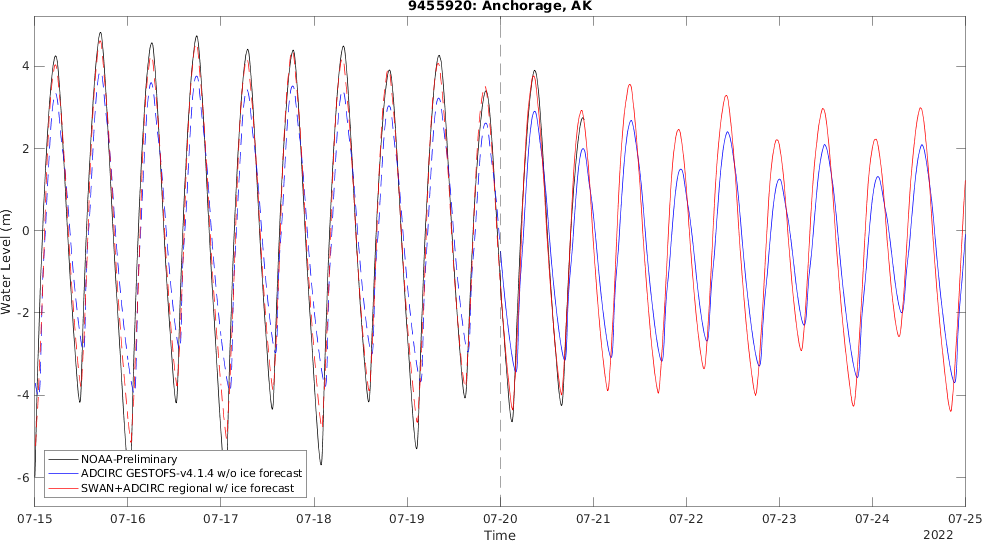 9455920: Anchorage, AK
Water Level (m)
4
2
0
-2
-4
-6
NOAA-Preliminary
ADCIRC GESTOFS-v4.1.4 w/o ice forecast
SWAN+ADCIRC regional w/ ice forecast
07-15 07-16 07-17 07-18 07-19 07-20 07-21 07-22 07-23 07-24 07-25
Time
2022